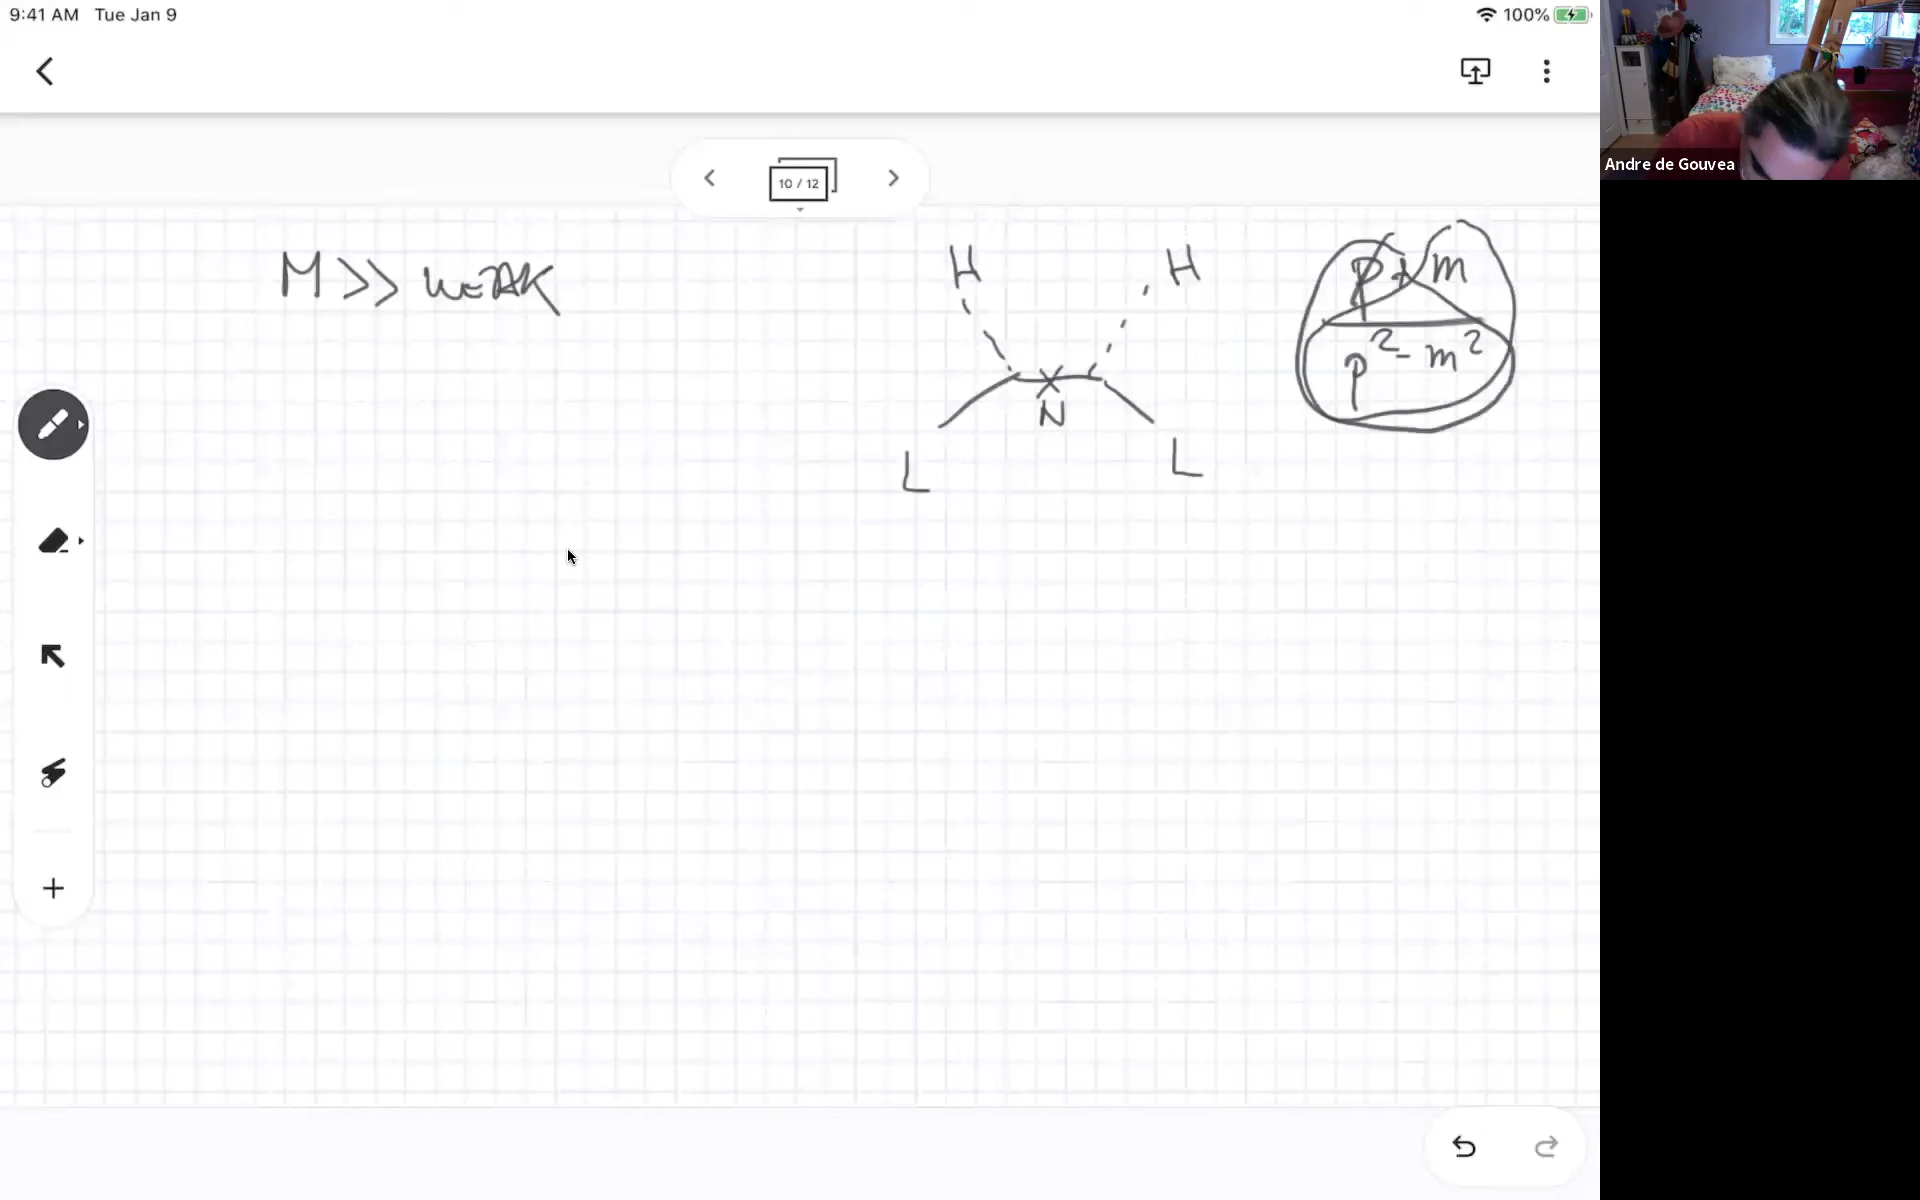 9:41 AM Tue Jan 9
100%
10 / 12
Andre de Gouvea
M >> WEAK
H H
p̸ + m
p² - m²
N
L L